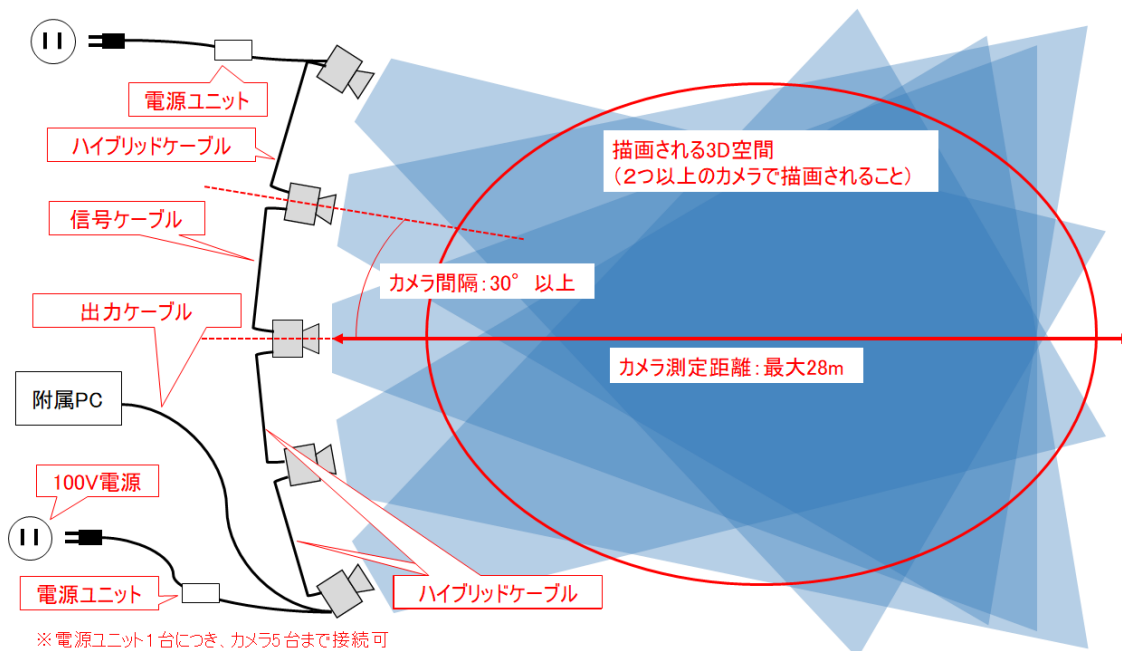 電源ユニット
ハイブリッドケーブル
描画される3D空間
（２つ以上のカメラで描画されること）
信号ケーブル
カメラ間隔：30° 以上
出力ケーブル
カメラ測定距離：最大28m
附属PC
100V電源
電源ユニット
ハイブリッドケーブル
※電源ユニット1台につき、カメラ5台まで接続可